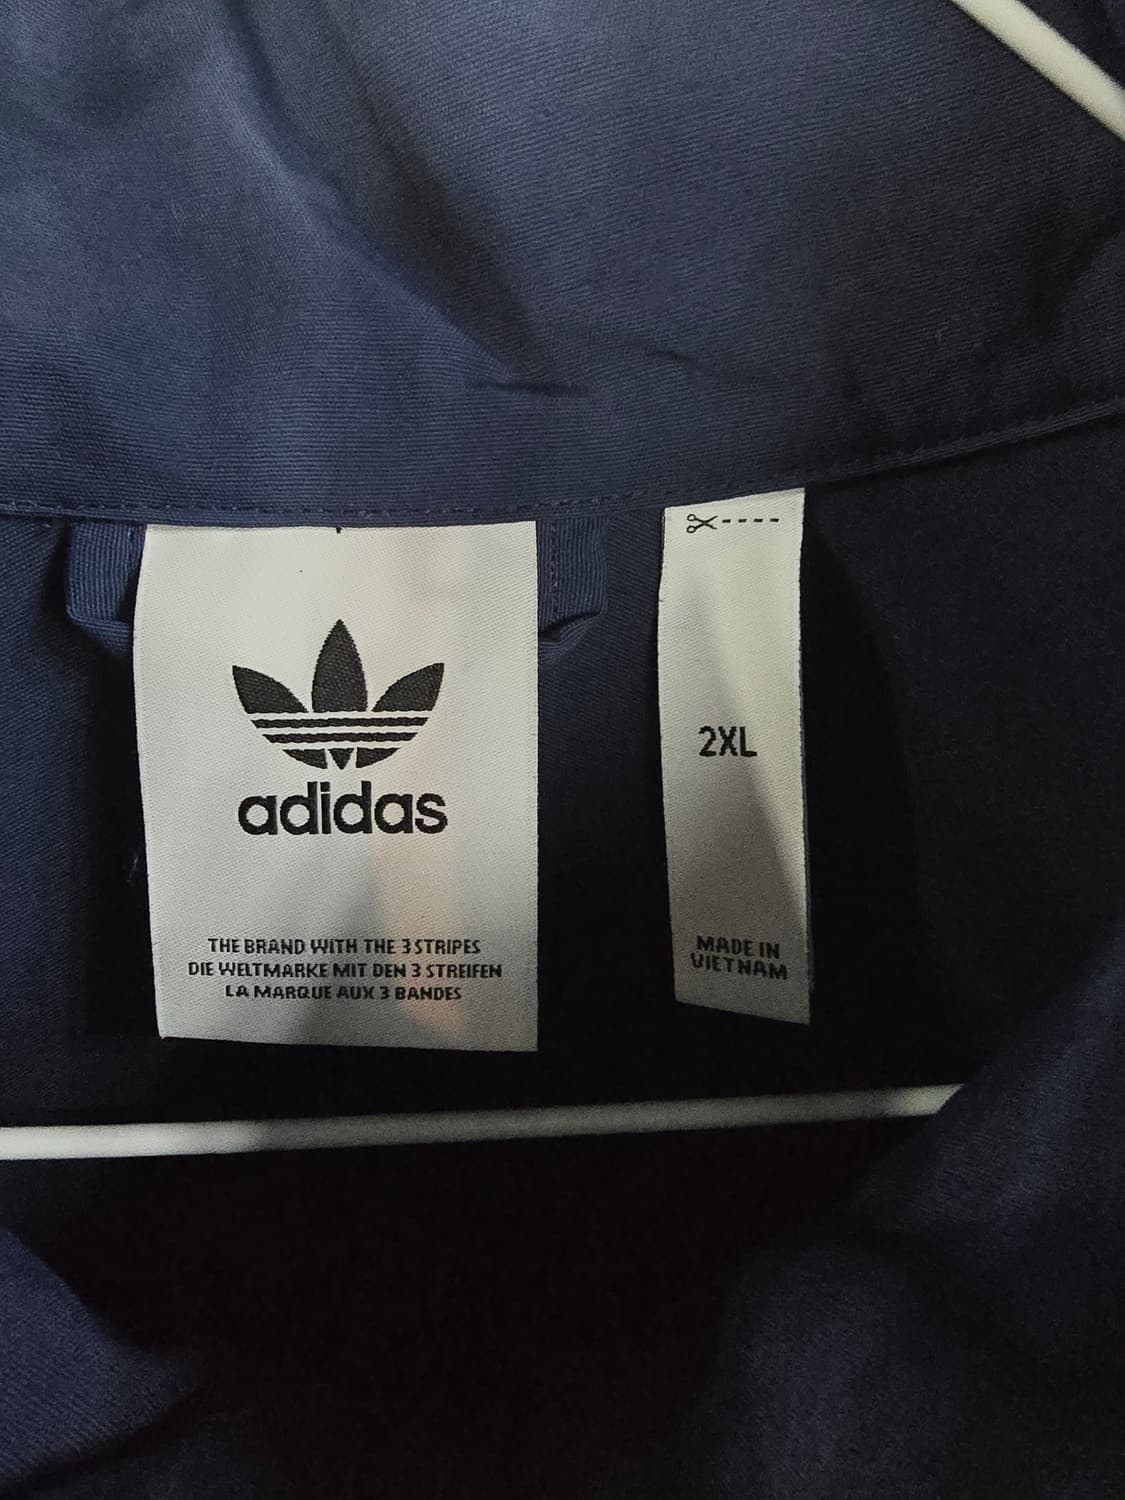 adidas
THE BRAND WITH THE 3 STRIPES
DIE WELTMARKE MIT DEN 3 STREIFEN
LA MARQUE AUX 3 BANDES
2XL
MADE IN
VIETNAM